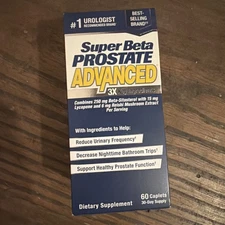 #1 UROLOGIST
RECOMMENDED BRAND†
BEST-
SELLING
BRAND**
Super Beta
PROSTATE
ADVANCED
3X
Combines 250 mg Beta-Sitosterol with 15 mg
Lycopene and 6 mg Reishi Mushroom Extract
Per Serving
With Ingredients to Help:
Reduce Urinary Frequency*
Decrease Nighttime Bathroom Trips*
Support Healthy Prostate Function*
Dietary Supplement
60 Caplets
30-Day Supply